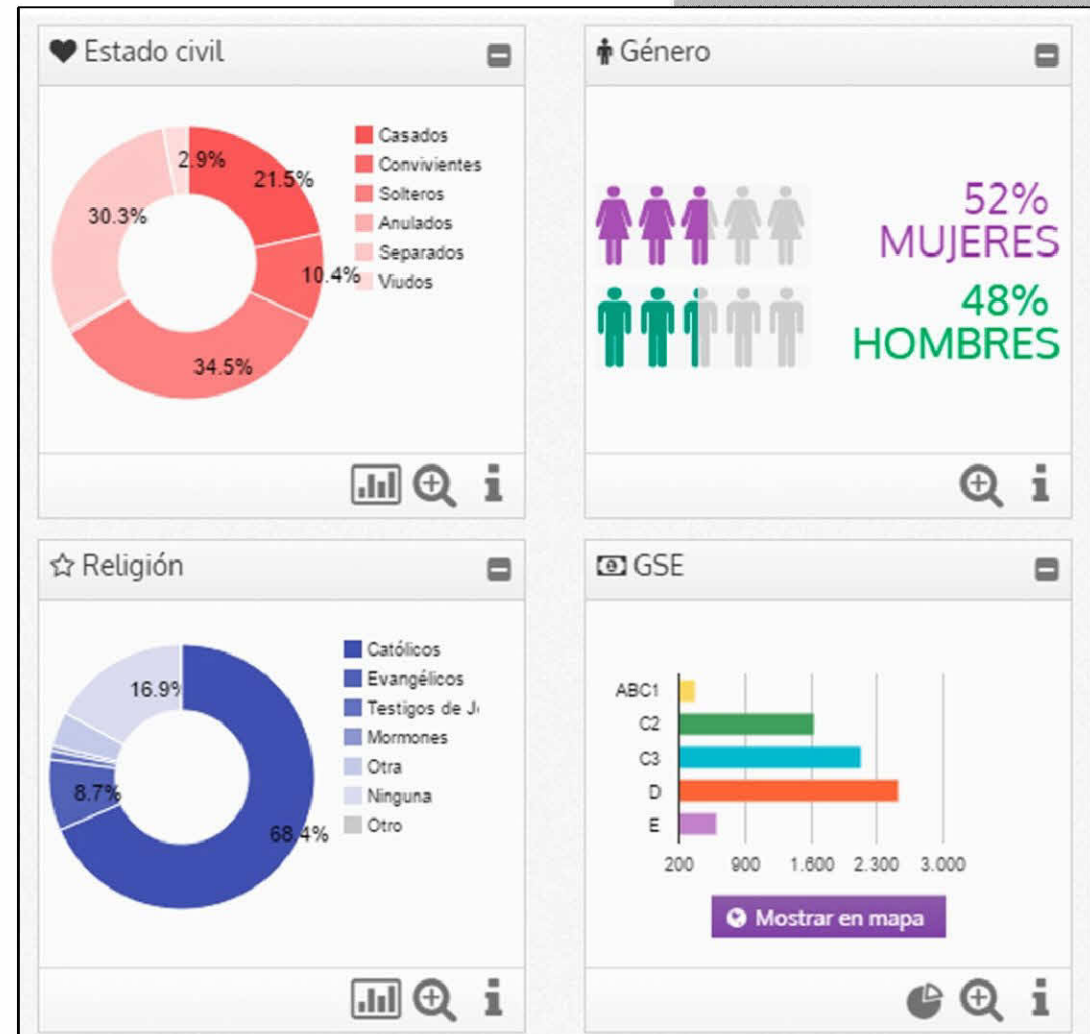 Estado civil
2.9%
21.5%
30.3%
10.4%
34.5%
Casados
Convivientes
Solteros
Anulados
Separados
Viudos
Género
52%
MUJERES
48%
HOMBRES
Religión
16.9%
8.7%
68.4%
Católicos
Evangélicos
Testigos de J
Mormones
Otra
Ninguna
Otro
GSE
ABC1
C2
C3
D
E
200 900 1.600 2.300 3.000
Mostrar en mapa